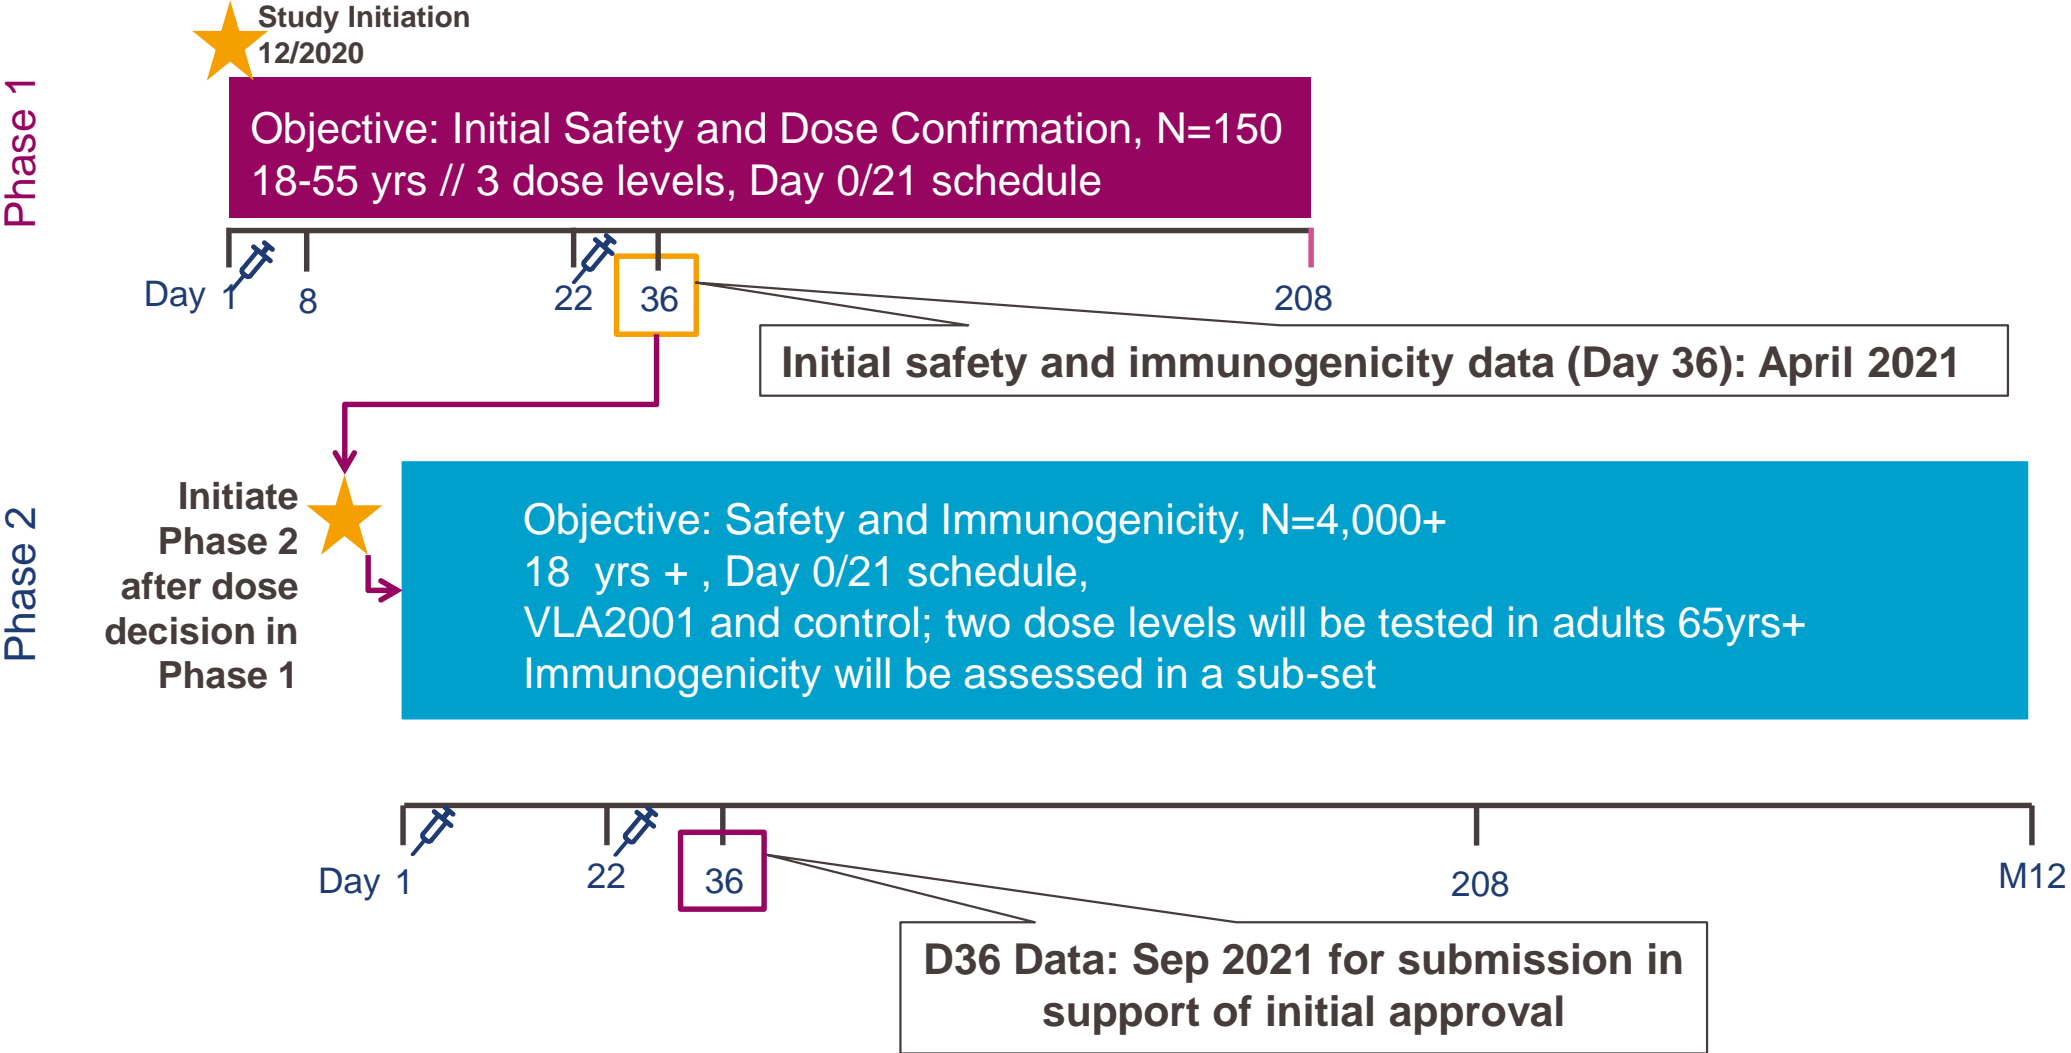 Study Initiation
12/2020
Phase 1
Objective: Initial Safety and Dose Confirmation, N=150
18-55 yrs // 3 dose levels, Day 0/21 schedule
Day 1 8 22 36 208
Initial safety and immunogenicity data (Day 36): April 2021
Phase 2
Initiate
Phase 2
after dose
decision in
Phase 1
Objective: Safety and Immunogenicity, N=4,000+
18 yrs + , Day 0/21 schedule,
VLA2001 and control; two dose levels will be tested in adults 65yrs+
Immunogenicity will be assessed in a sub-set
Day 1 22 36 208 M12
D36 Data: Sep 2021 for submission in
support of initial approval